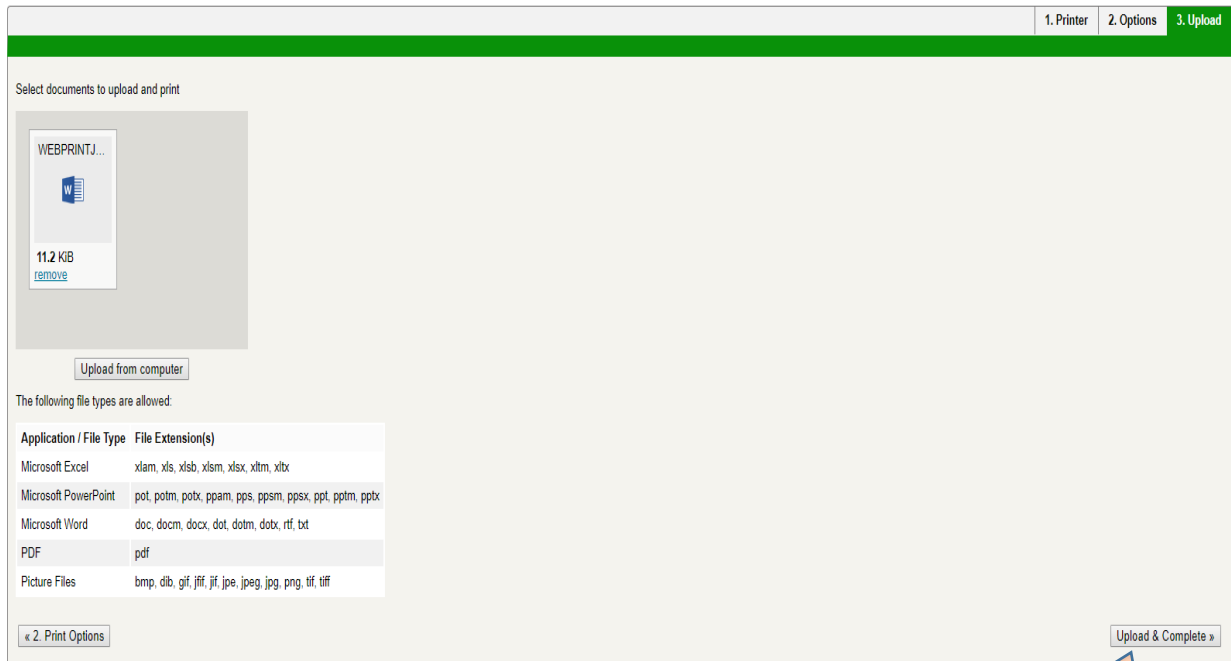 1. Printer 2. Options 3. Upload
Select documents to upload and print
WEBPRINTJ...
W
11.2 KiB
remove
Upload from computer
The following file types are allowed:
Application / File Type File Extension(s)
Microsoft Excel xlam, xls, xlsb, xlsm, xlsx, xltm, xltx
Microsoft PowerPoint pot, potm, potx, ppam, pps, ppsm, ppsx, ppt, pptm, pptx
Microsoft Word doc, docm, docx, dot, dotm, dotx, rtf, txt
PDF pdf
Picture Files bmp, dib, gif, jfif, jif, jpe, jpeg, jpg, png, tif, tiff
« 2. Print Options Upload & Complete »